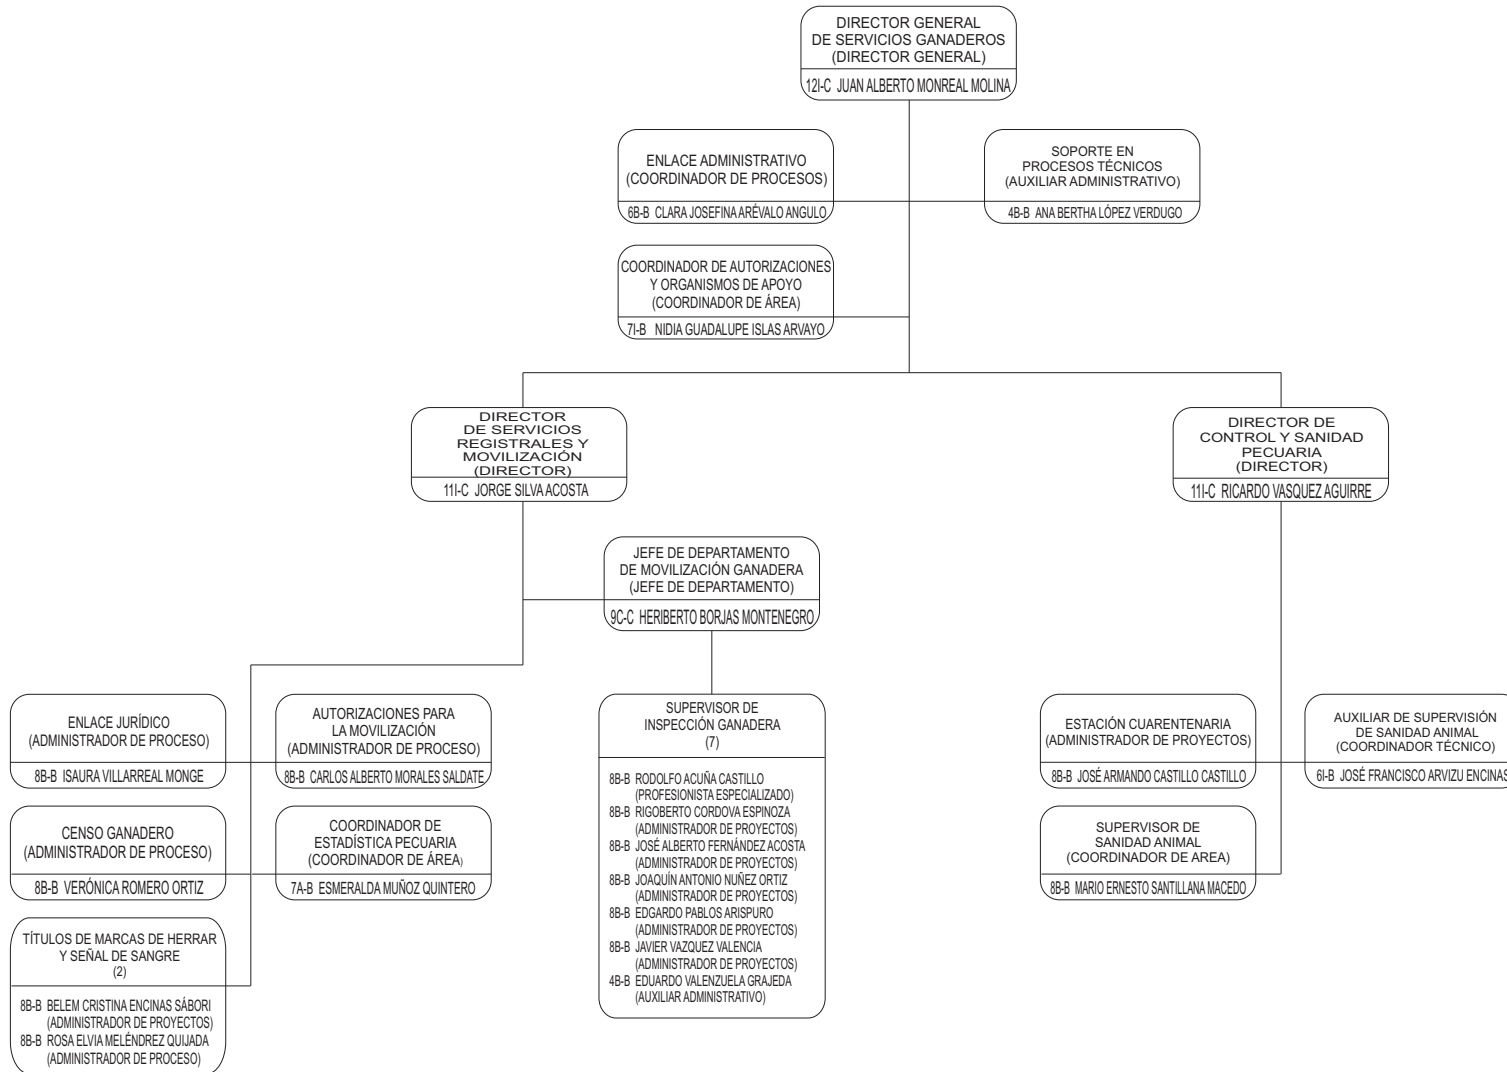 DIRECTOR GENERAL
DE SERVICIOS GANADEROS
(DIRECTOR GENERAL)
12I-C JUAN ALBERTO MONREAL MOLINA
ENLACE ADMINISTRATIVO
(COORDINADOR DE PROCESOS)
6B-B CLARA JOSEFINA ARÉVALO ANGULO
SOPORTE EN
PROCESOS TÉCNICOS
(AUXILIAR ADMINISTRATIVO)
4B-B ANA BERTHA LÓPEZ VERDUGO
COORDINADOR DE AUTORIZACIONES
Y ORGANISMOS DE APOYO
(COORDINADOR DE ÁREA)
7I-B NIDIA GUADALUPE ISLAS ARVAYO
DIRECTOR
DE SERVICIOS
REGISTRALES Y
MOVILIZACIÓN
(DIRECTOR)
11I-C JORGE SILVA ACOSTA
DIRECTOR DE
CONTROL Y SANIDAD
PECUARIA
(DIRECTOR)
11I-C RICARDO VASQUEZ AGUIRRE
JEFE DE DEPARTAMENTO
DE MOVILIZACIÓN GANADERA
(JEFE DE DEPARTAMENTO)
9C-C HERIBERTO BORJAS MONTENEGRO
ENLACE JURÍDICO
(ADMINISTRADOR DE PROCESO)
8B-B ISAURA VILLARREAL MONGE
AUTORIZACIONES PARA
LA MOVILIZACIÓN
(ADMINISTRADOR DE PROCESO)
8B-B CARLOS ALBERTO MORALES SALDATE
CENSO GANADERO
(ADMINISTRADOR DE PROCESO)
8B-B VERÓNICA ROMERO ORTIZ
COORDINADOR DE
ESTADÍSTICA PECUARIA
(COORDINADOR DE ÁREA)
7A-B ESMERALDA MUÑOZ QUINTERO
TÍTULOS DE MARCAS DE HERRAR
Y SEÑAL DE SANGRE
(2)
8B-B BELEM CRISTINA ENCINAS SÁBORI
(ADMINISTRADOR DE PROYECTOS)
8B-B ROSA ELVIA MELÉNDREZ QUIJADA
(ADMINISTRADOR DE PROCESO)
SUPERVISOR DE
INSPECCIÓN GANADERA
(7)
8B-B RODOLFO ACUÑA CASTILLO
(PROFESIONISTA ESPECIALIZADO)
8B-B RIGOBERTO CORDOVA ESPINOZA
(ADMINISTRADOR DE PROYECTOS)
8B-B JOSÉ ALBERTO FERNÁNDEZ ACOSTA
(ADMINISTRADOR DE PROYECTOS)
8B-B JOAQUÍN ANTONIO NUÑEZ ORTIZ
(ADMINISTRADOR DE PROYECTOS)
8B-B EDGARDO PABLOS ARISPURO
(ADMINISTRADOR DE PROYECTOS)
8B-B JAVIER VAZQUEZ VALENCIA
(ADMINISTRADOR DE PROYECTOS)
4B-B EDUARDO VALENZUELA GRAJEDA
(AUXILIAR ADMINISTRATIVO)
ESTACIÓN CUARENTENARIA
(ADMINISTRADOR DE PROYECTOS)
8B-B JOSÉ ARMANDO CASTILLO CASTILLO
AUXILIAR DE SUPERVISIÓN
DE SANIDAD ANIMAL
(COORDINADOR TÉCNICO)
6I-B JOSÉ FRANCISCO ARVIZU ENCINAS
SUPERVISOR DE
SANIDAD ANIMAL
(COORDINADOR DE AREA)
8B-B MARIO ERNESTO SANTILLANA MACEDO